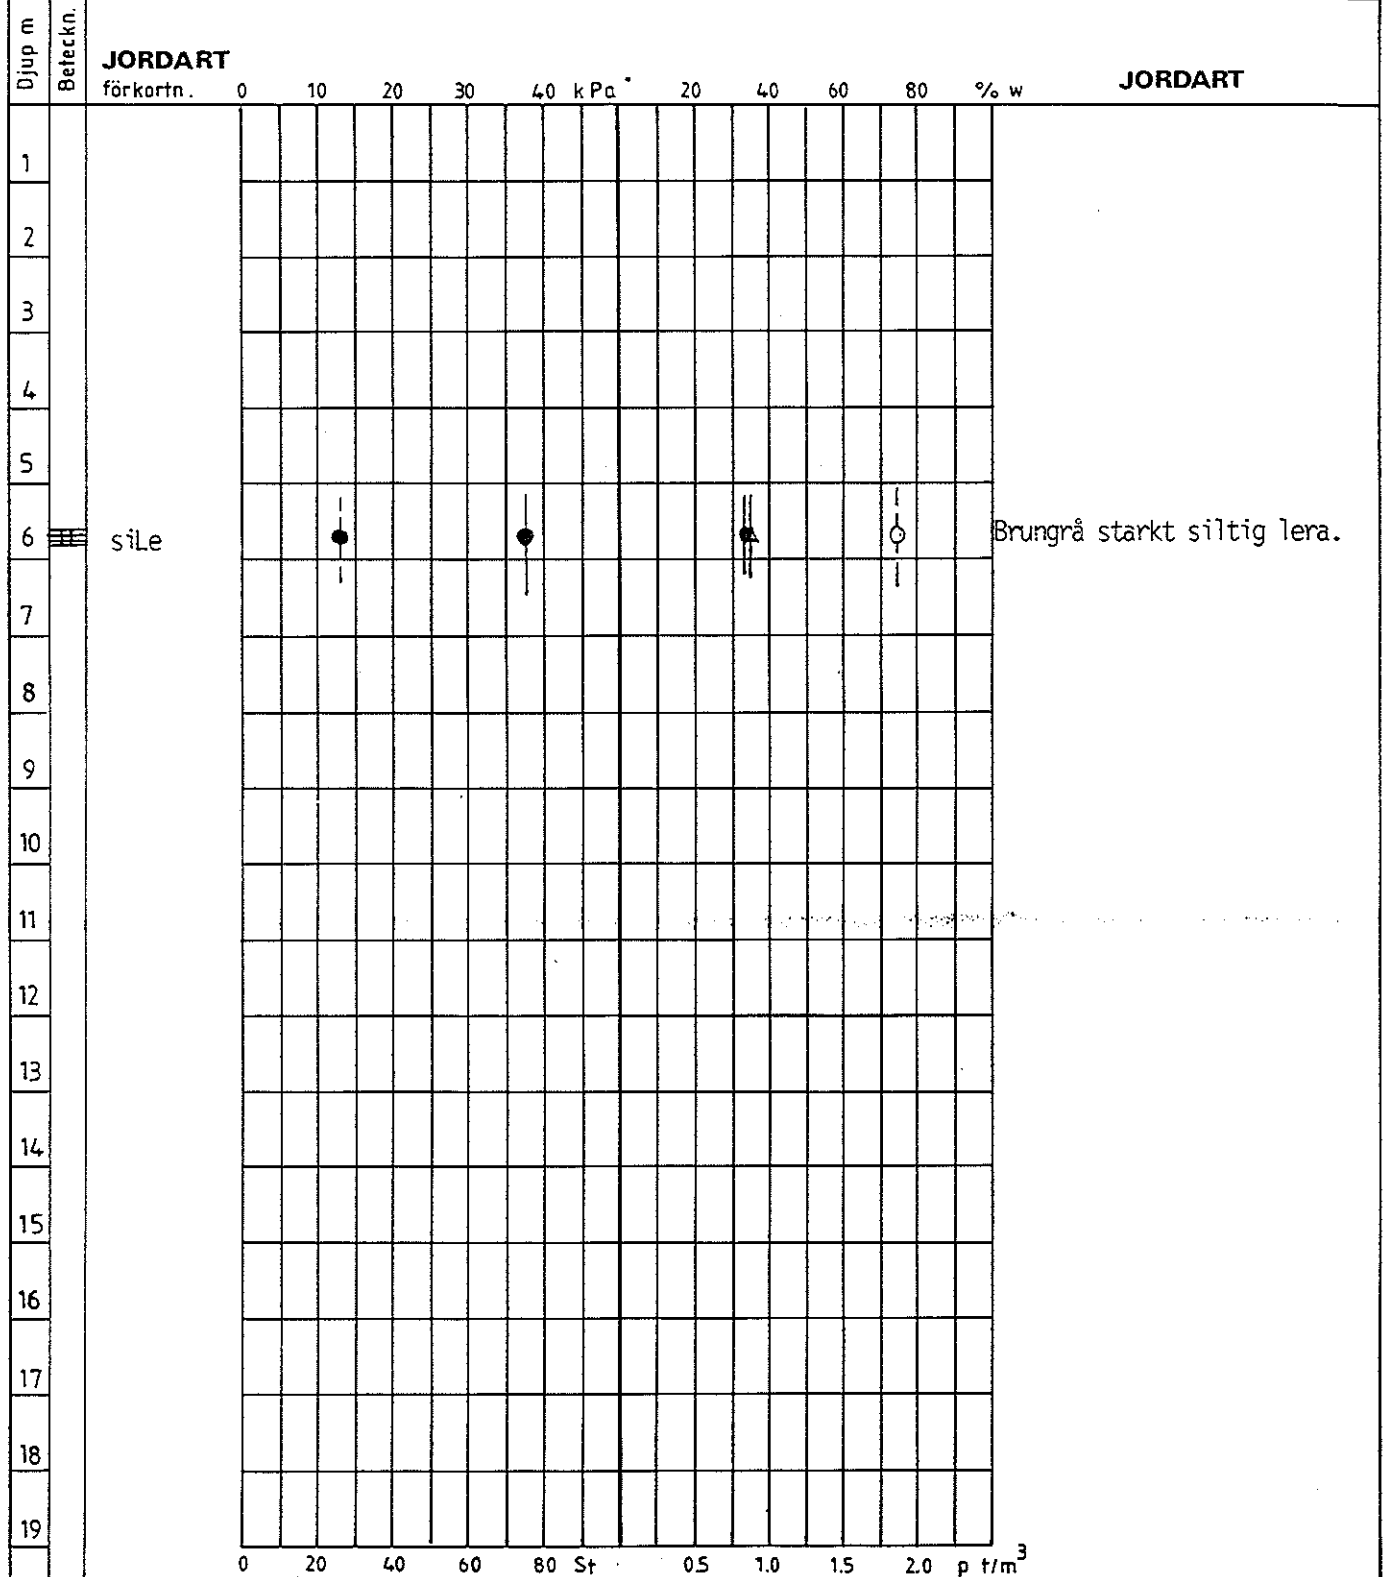 Djup m
Beteckn.
JORDART
förkortn.
0 10 20 30 40 kPa 20 40 60 80 % w
JORDART
1
2
3
4
5
6 siLe Brungrå starkt siltig lera.
7
8
9
10
11
12
13
14
15
16
17
18
19
0 20 40 60 80 St 0.5 1.0 1.5 2.0 p t/m³